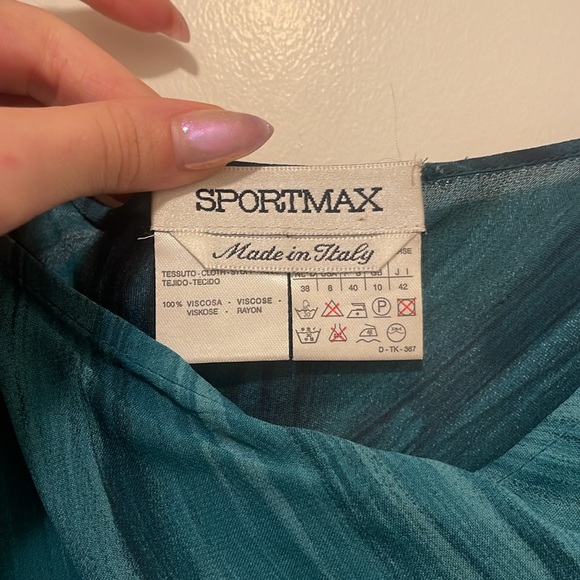 SPORTMAX
Made in Italy
TESSUTO - CLOTH -
TEJIDO - TECIDO
100% VISCOSA - VISCOSE -
VISKOSE - RAYON
38 8 40 10 42
P
D - TK - 367